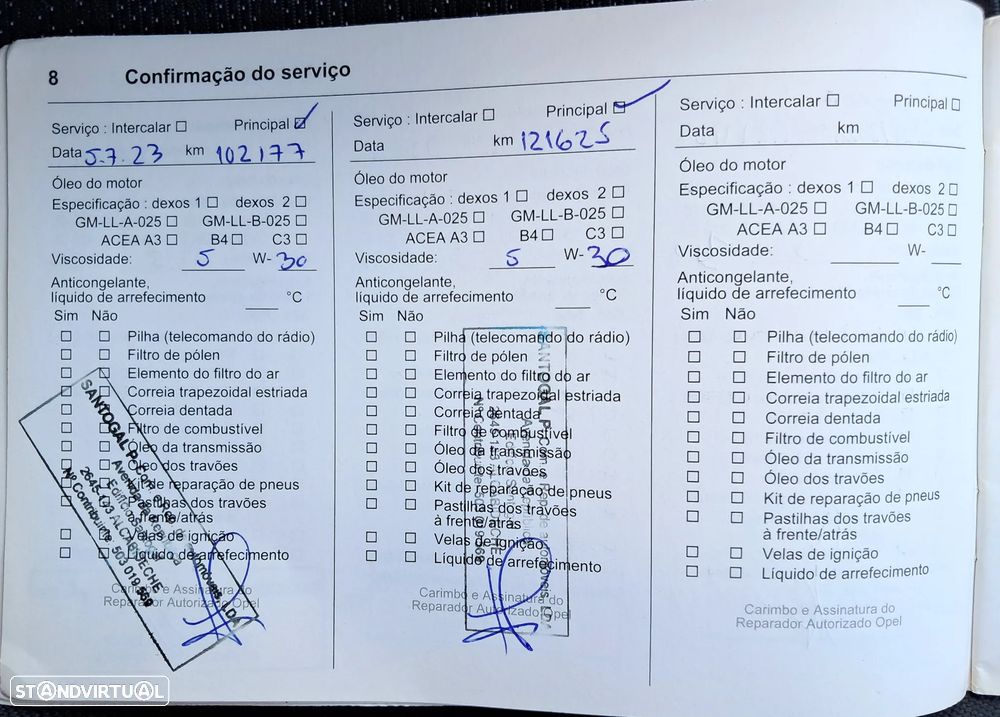 8 Confirmação do serviço
Serviço : Intercalar ☐ Principal ☑
Data 5.7.23 km 102177
Óleo do motor
Especificação : dexos 1 ☐ dexos 2 ☐
GM-LL-A-025 ☐ GM-LL-B-025 ☐
ACEA A3 ☐ B4 ☐ C3 ☐
Viscosidade: 5 W- 30
Anticongelante,
líquido de arrefecimento °C
Sim Não
☐ ☐ Pilha (telecomando do rádio)
☐ ☐ Filtro de pólen
☐ ☐ Elemento do filtro do ar
☐ ☐ Correia trapezoidal estriada
☐ ☐ Correia dentada
☐ ☐ Filtro de combustível
☐ ☐ Óleo da transmissão
☐ ☐ Óleo dos travões
☐ ☐ Kit de reparação de pneus
☐ ☐ Pastilhas dos travões
à frente/atrás
☐ ☐ Velas de ignição
☐ ☐ Líquido de arrefecimento
Carimbo e Assinatura do
Reparador Autorizado Opel
SANTOGAL
ALCABIDECHE
Nº Contribuinte 503 019
Serviço : Intercalar ☐ Principal ☑
Data km 121625
Óleo do motor
Especificação : dexos 1 ☐ dexos 2 ☐
GM-LL-A-025 ☐ GM-LL-B-025 ☐
ACEA A3 ☐ B4 ☐ C3 ☐
Viscosidade: 5 W- 30
Anticongelante,
líquido de arrefecimento °C
Sim Não
☐ ☐ Pilha (telecomando do rádio)
☐ ☐ Filtro de pólen
☐ ☐ Elemento do filtro do ar
☐ ☐ Correia trapezoidal estriada
☐ ☐ Correia dentada
☐ ☐ Filtro de combustível
☐ ☐ Óleo da transmissão
☐ ☐ Óleo dos travões
☐ ☐ Kit de reparação de pneus
☐ ☐ Pastilhas dos travões
à frente/atrás
☐ ☐ Velas de ignição
☐ ☐ Líquido de arrefecimento
Carimbo e Assinatura do
Reparador Autorizado Opel
SANTOGAL
Serviço : Intercalar ☐ Principal ☐
Data km
Óleo do motor
Especificação : dexos 1 ☐ dexos 2 ☐
GM-LL-A-025 ☐ GM-LL-B-025 ☐
ACEA A3 ☐ B4 ☐ C3 ☐
Viscosidade: W-
Anticongelante,
líquido de arrefecimento °C
Sim Não
☐ ☐ Pilha (telecomando do rádio)
☐ ☐ Filtro de pólen
☐ ☐ Elemento do filtro do ar
☐ ☐ Correia trapezoidal estriada
☐ ☐ Correia dentada
☐ ☐ Filtro de combustível
☐ ☐ Óleo da transmissão
☐ ☐ Óleo dos travões
☐ ☐ Kit de reparação de pneus
☐ ☐ Pastilhas dos travões
à frente/atrás
☐ ☐ Velas de ignição
☐ ☐ Líquido de arrefecimento
Carimbo e Assinatura do
Reparador Autorizado Opel
STANDVIRTUAL